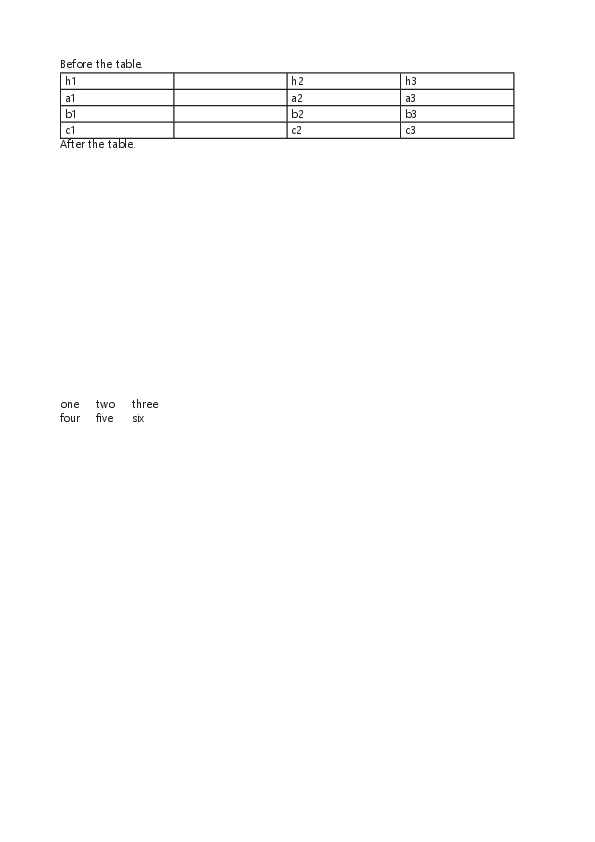 Before the table.
h1 h2 h3
a1 a2 a3
b1 b2 b3
c1 c2 c3
After the table.
one two three
four five six